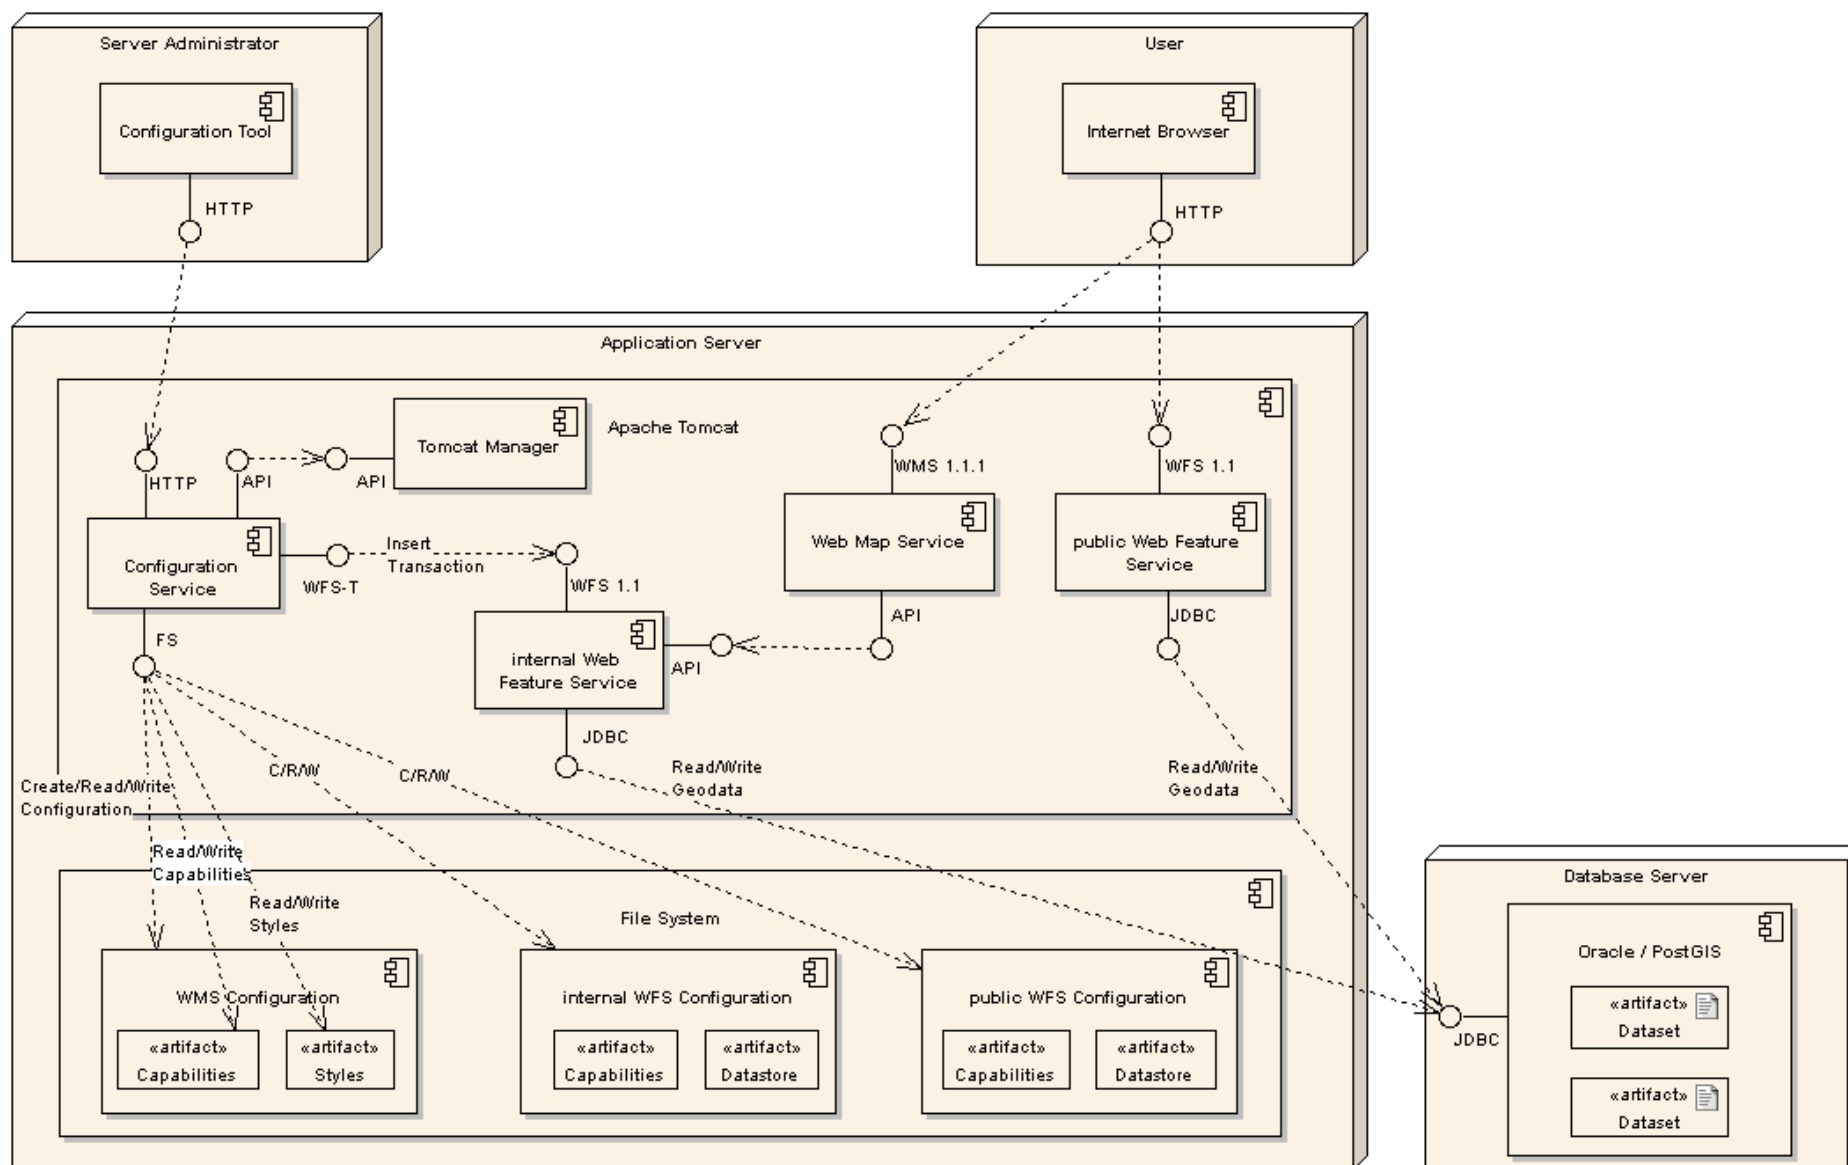 Server Administrator
Configuration Tool
HTTP
User
Internet Browser
HTTP
Application Server
Apache Tomcat
Tomcat Manager
HTTP
API
API
WMS 1.1.1
WFS 1.1
Configuration
Service
WFS-T
Insert
Transaction
WFS 1.1
Web Map Service
public Web Feature
Service
FS
internal Web
Feature Service
API
API
JDBC
JDBC
Create/Read/Write
Configuration
C/R/W
C/R/W
Read/Write
Geodata
Read/Write
Geodata
Read/Write
Capabilities
Read/Write
Styles
File System
WMS Configuration
«artifact»
Capabilities
«artifact»
Styles
internal WFS Configuration
«artifact»
Capabilities
«artifact»
Datastore
public WFS Configuration
«artifact»
Capabilities
«artifact»
Datastore
Database Server
Oracle / PostGIS
«artifact»
Dataset
JDBC
«artifact»
Dataset